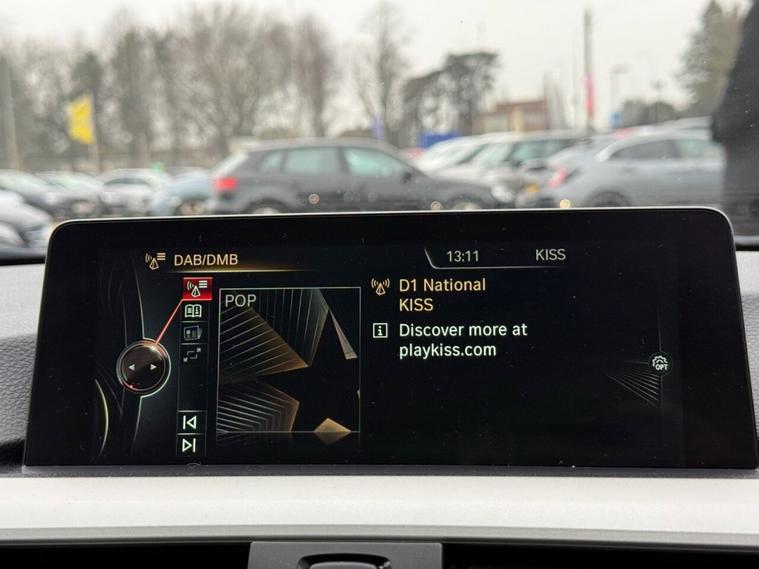 DAB/DMB
13:11
KISS
POP
D1 National
KISS
Discover more at
playkiss.com
OPT